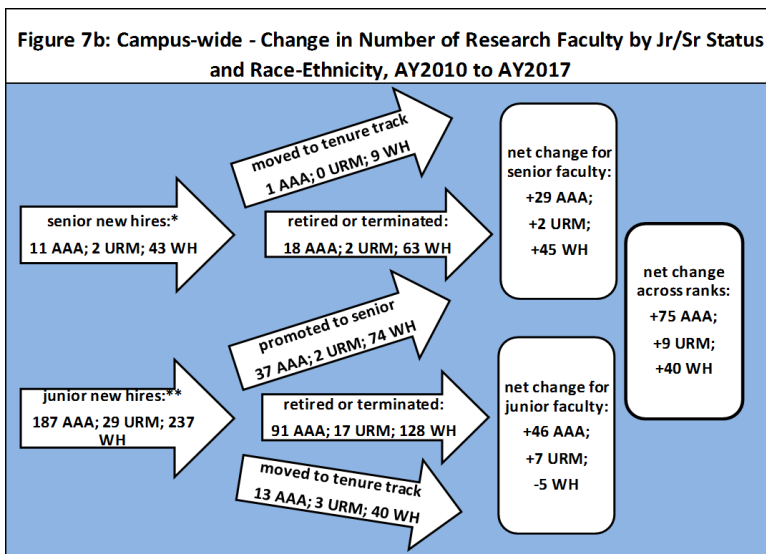 Figure 7b: Campus-wide - Change in Number of Research Faculty by Jr/Sr Status
and Race-Ethnicity, AY2010 to AY2017
moved to tenure track
1 AAA; 0 URM; 9 WH
senior new hires:*
11 AAA; 2 URM; 43 WH
retired or terminated:
18 AAA; 2 URM; 63 WH
net change for
senior faculty:
+29 AAA;
+2 URM;
+45 WH
promoted to senior
37 AAA; 2 URM; 74 WH
junior new hires:**
187 AAA; 29 URM; 237
WH
retired or terminated:
91 AAA; 17 URM; 128 WH
moved to tenure track
13 AAA; 3 URM; 40 WH
net change for
junior faculty:
+46 AAA;
+7 URM;
-5 WH
net change
across ranks:
+75 AAA;
+9 URM;
+40 WH